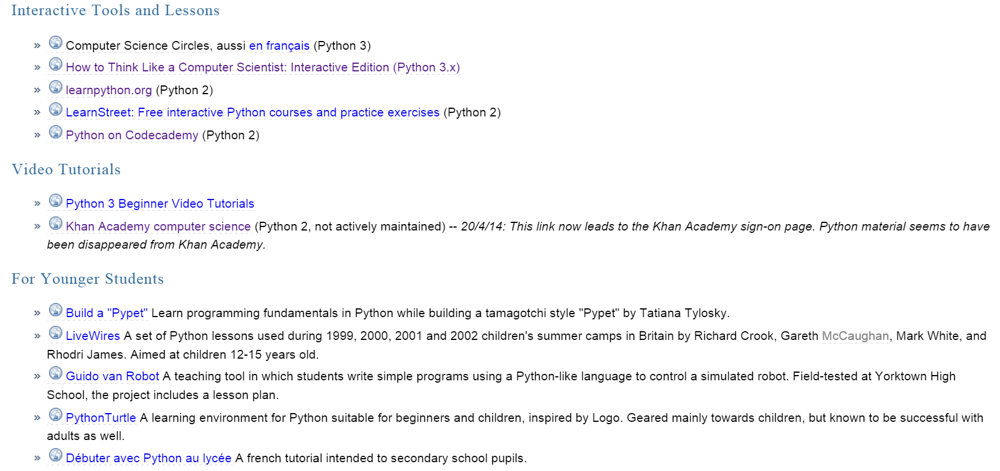 Interactive Tools and Lessons
» Computer Science Circles, aussi en français (Python 3)
» How to Think Like a Computer Scientist: Interactive Edition (Python 3.x)
» learnpython.org (Python 2)
» LearnStreet: Free interactive Python courses and practice exercises (Python 2)
» Python on Codecademy (Python 2)
Video Tutorials
» Python 3 Beginner Video Tutorials
» Khan Academy computer science (Python 2, not actively maintained) -- 20/4/14: This link now leads to the Khan Academy sign-on page. Python material seems to have
been disappeared from Khan Academy.
For Younger Students
» Build a "Pypet" Learn programming fundamentals in Python while building a tamagotchi style "Pypet" by Tatiana Tylosky.
» LiveWires A set of Python lessons used during 1999, 2000, 2001 and 2002 children's summer camps in Britain by Richard Crook, Gareth McCaughan, Mark White, and
Rhodri James. Aimed at children 12-15 years old.
» Guido van Robot A teaching tool in which students write simple programs using a Python-like language to control a simulated robot. Field-tested at Yorktown High
School, the project includes a lesson plan.
» PythonTurtle A learning environment for Python suitable for beginners and children, inspired by Logo. Geared mainly towards children, but known to be successful with
adults as well.
» Débuter avec Python au lycée A french tutorial intended to secondary school pupils.